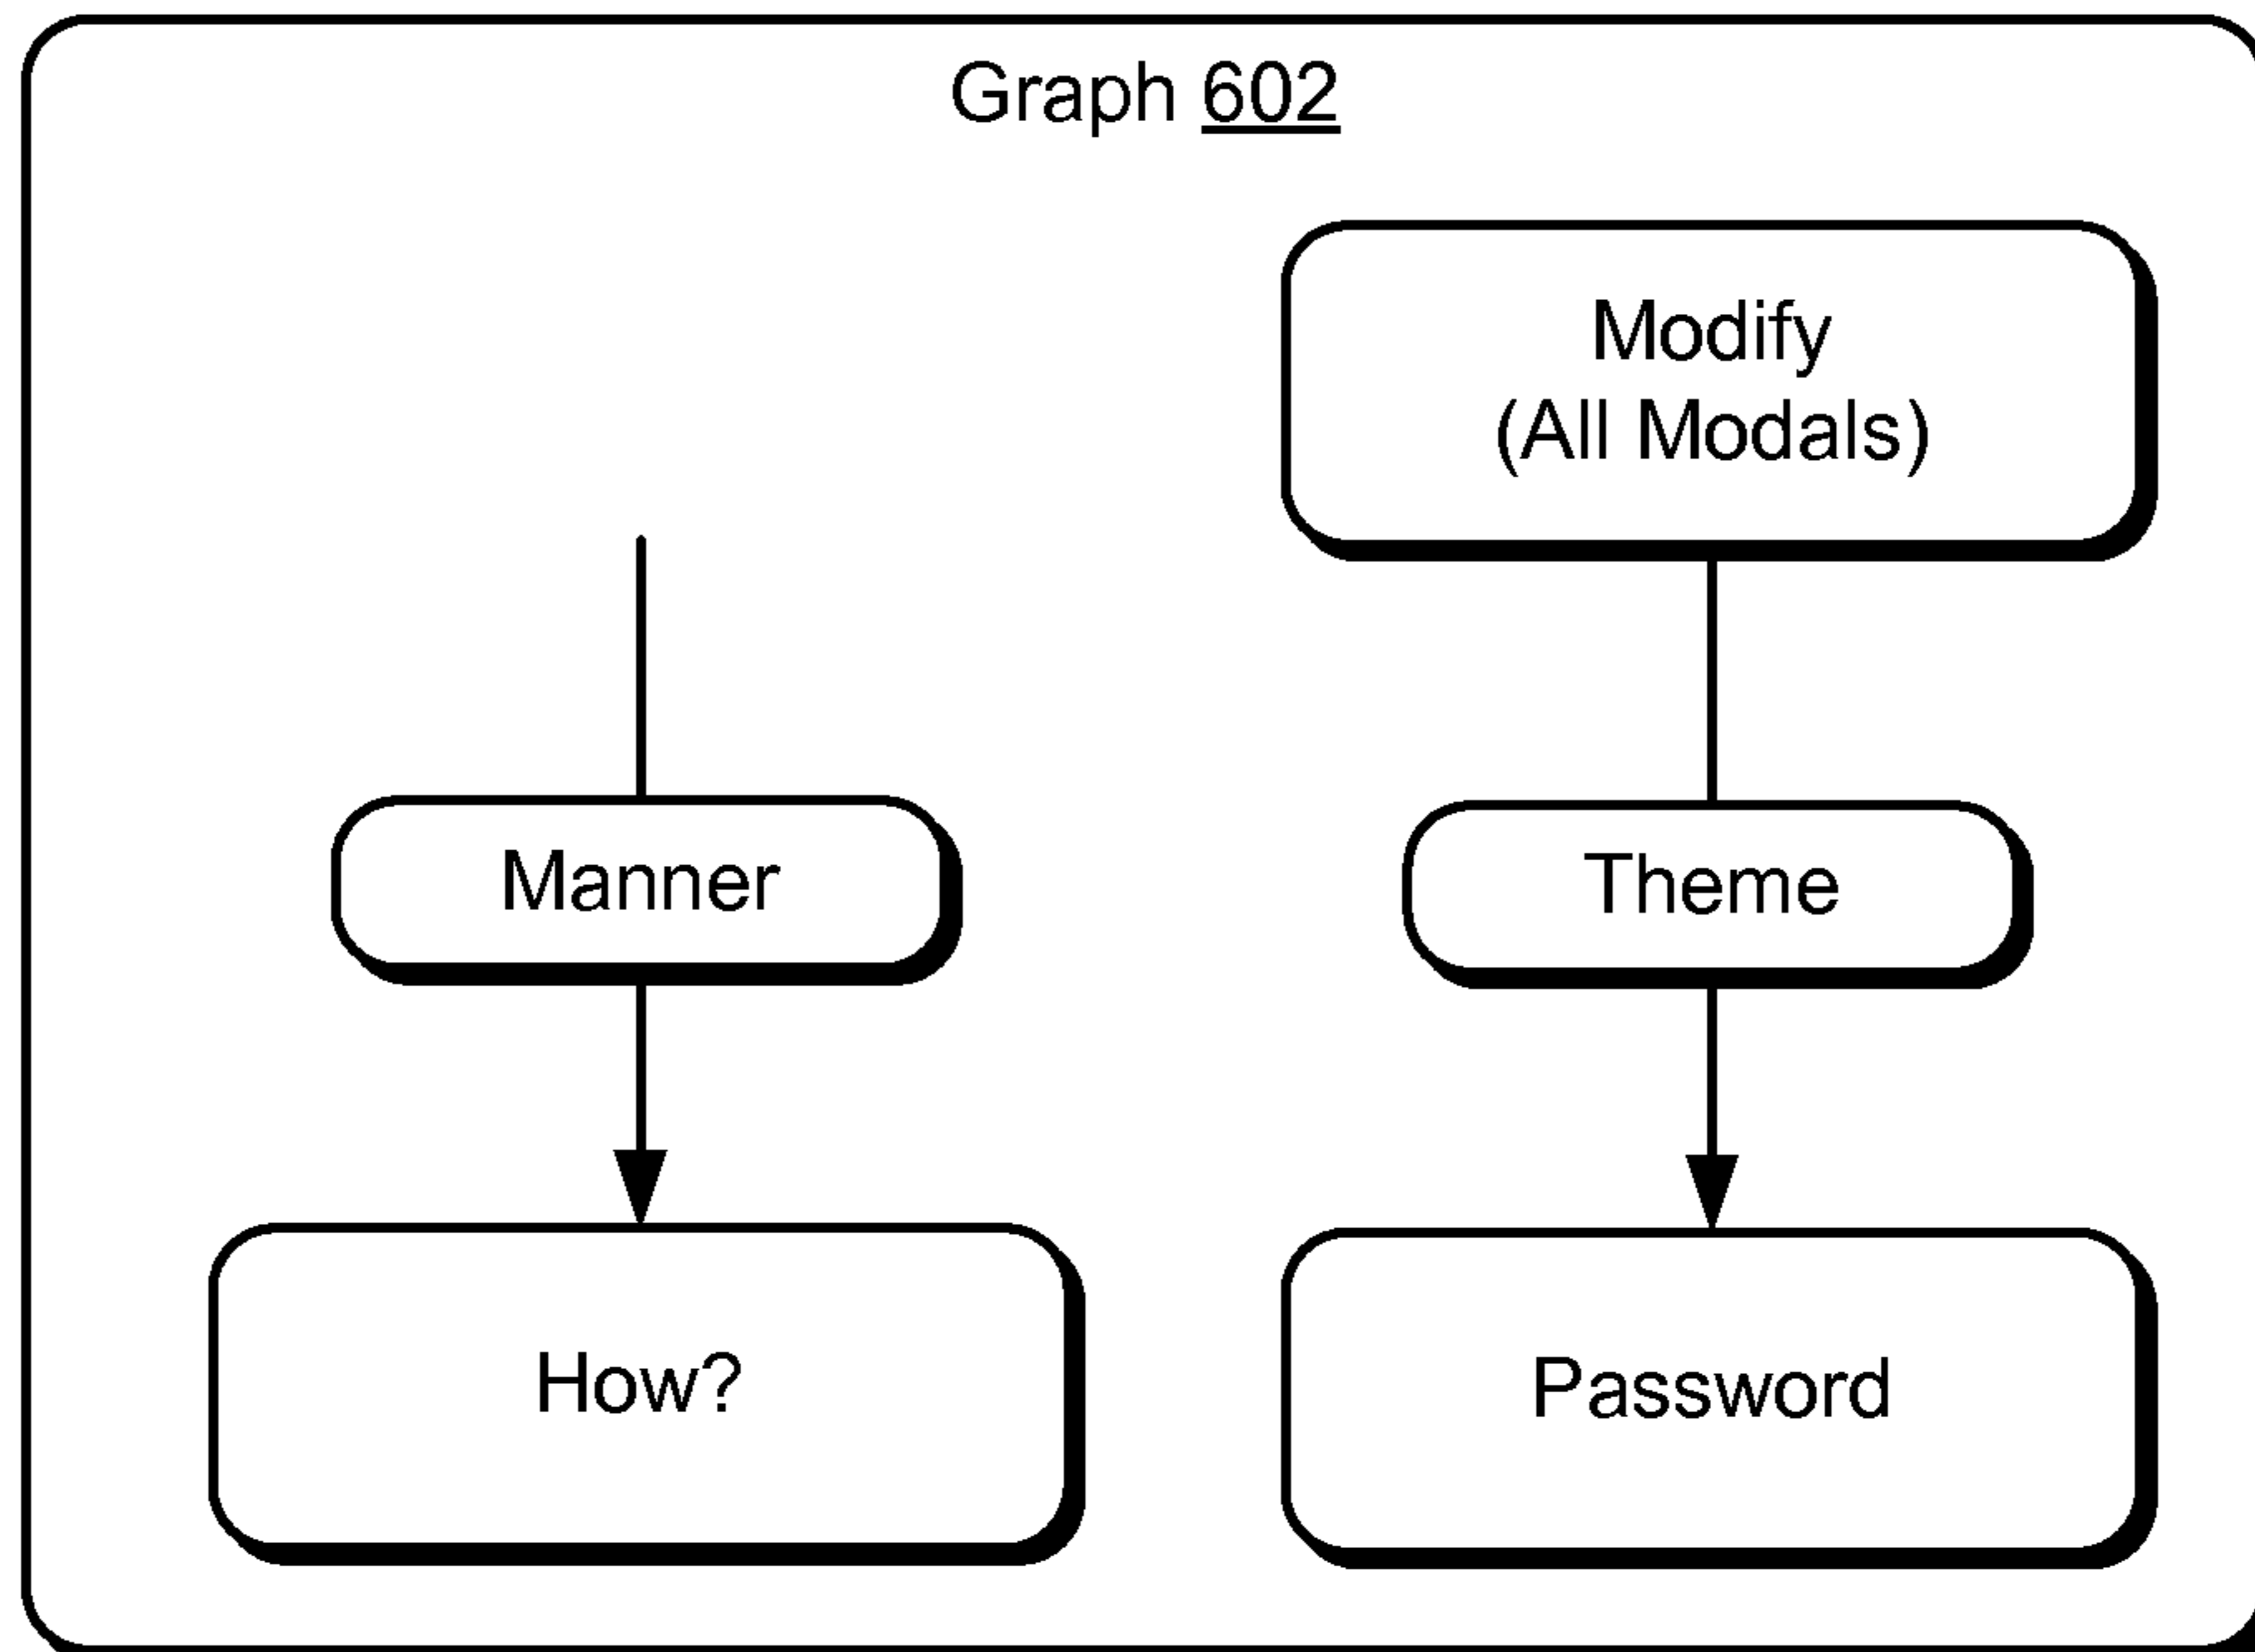 Graph 602
Modify
(All Modals)
Manner
Theme
How?
Password